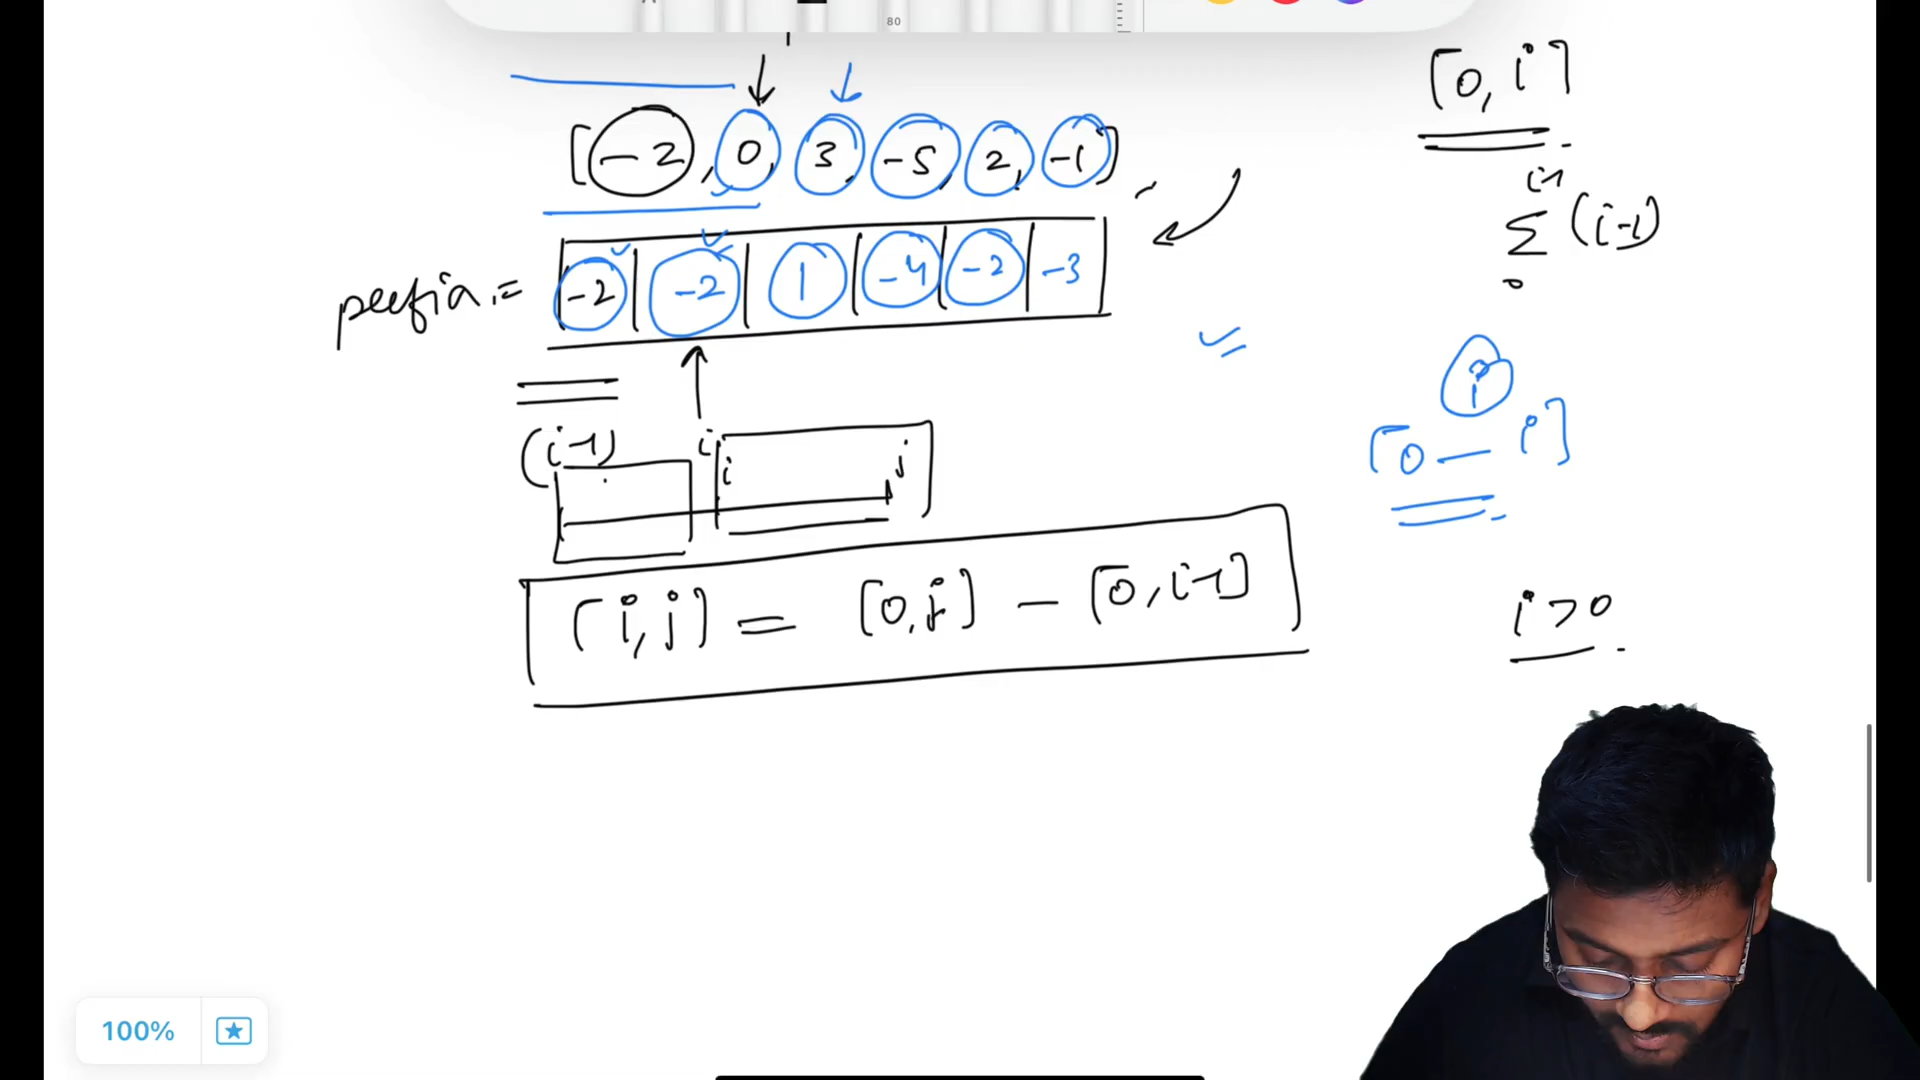 80
[0, i]
[-2, 0, 3, -5, 2, -1]
i-1
Σ (i-1)
0
prefix = -2 | -2 | 1 | -4 | -2 | -3
i
(i-1) i
i j
[0 — i]
[i, j] = [0, j] - [0, i-1]
i > 0
100%